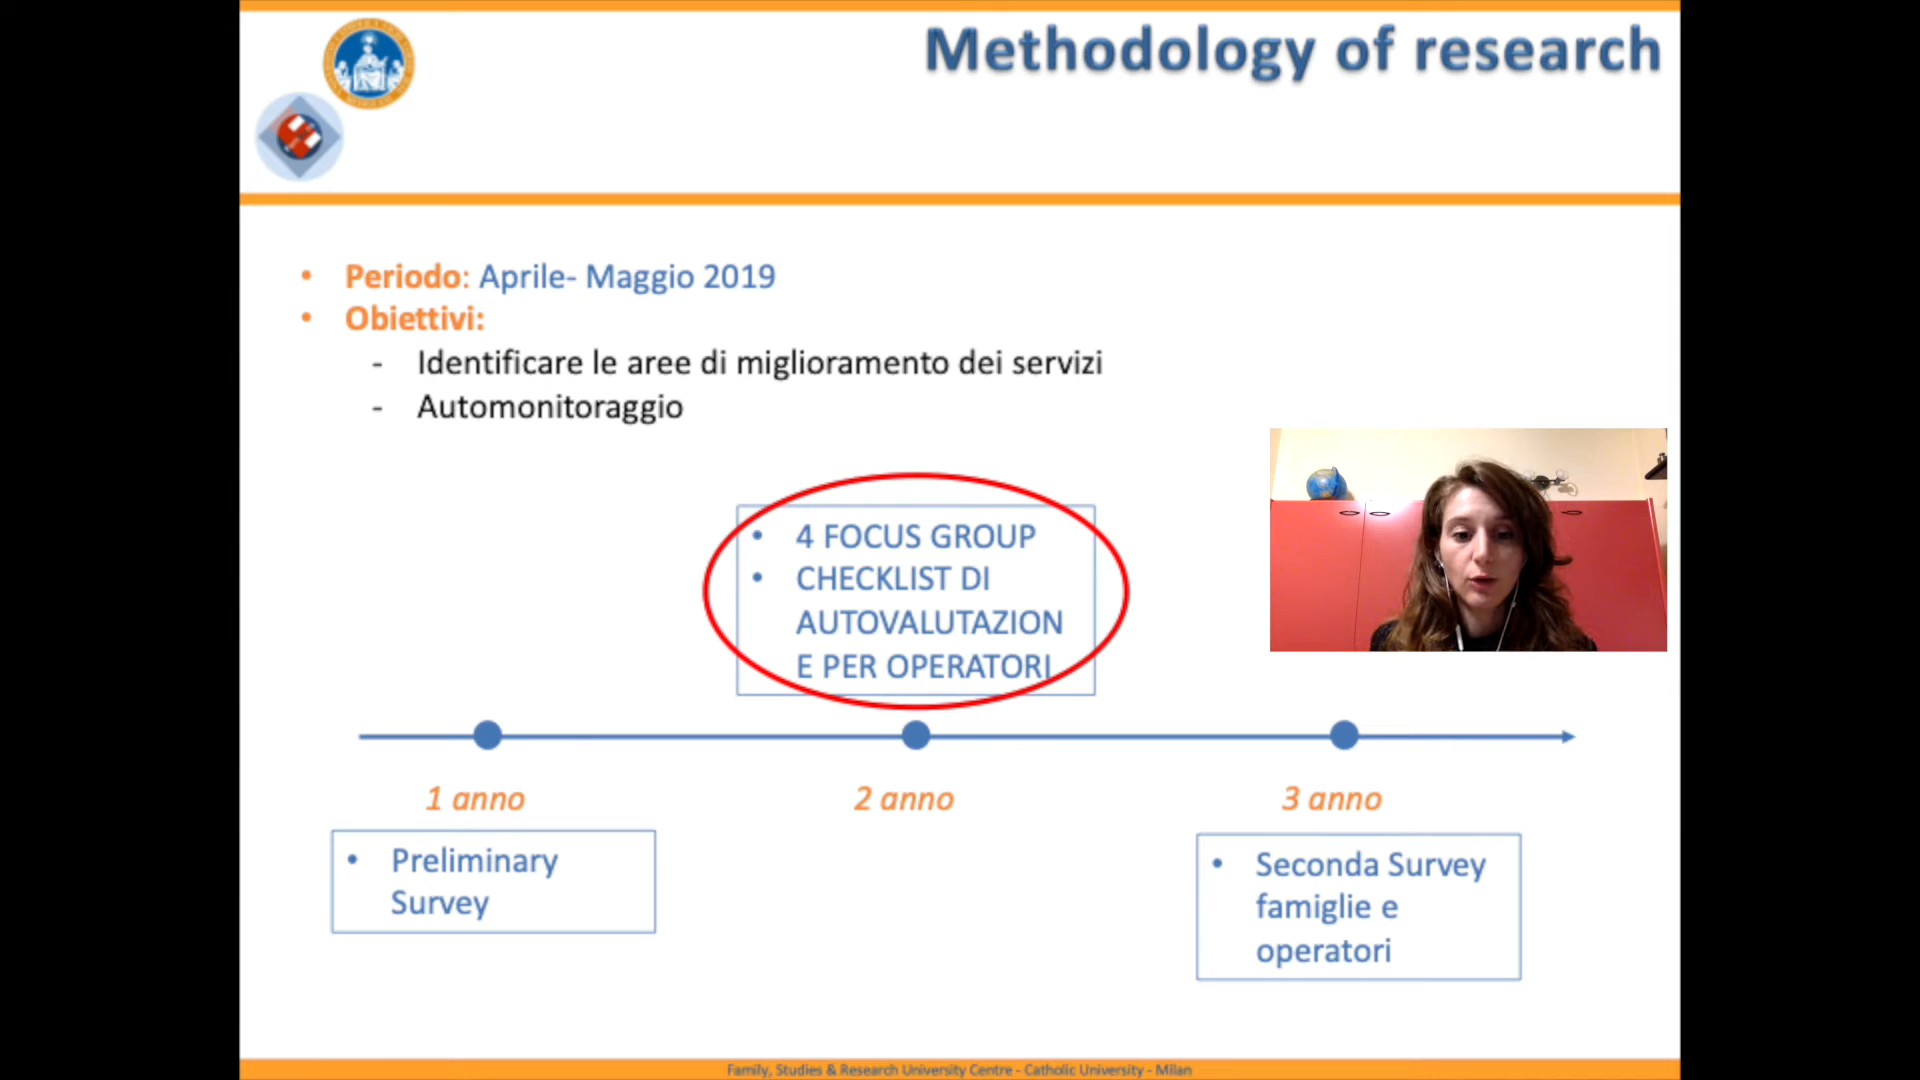 Methodology of research
• Periodo: Aprile- Maggio 2019
• Obiettivi:
- Identificare le aree di miglioramento dei servizi
- Automonitoraggio
• 4 FOCUS GROUP
• CHECKLIST DI
AUTOVALUTAZION
E PER OPERATORI
1 anno
2 anno
3 anno
• Preliminary
Survey
• Seconda Survey
famiglie e
operatori
Family, Studies & Research University Centre - Catholic University - Milan